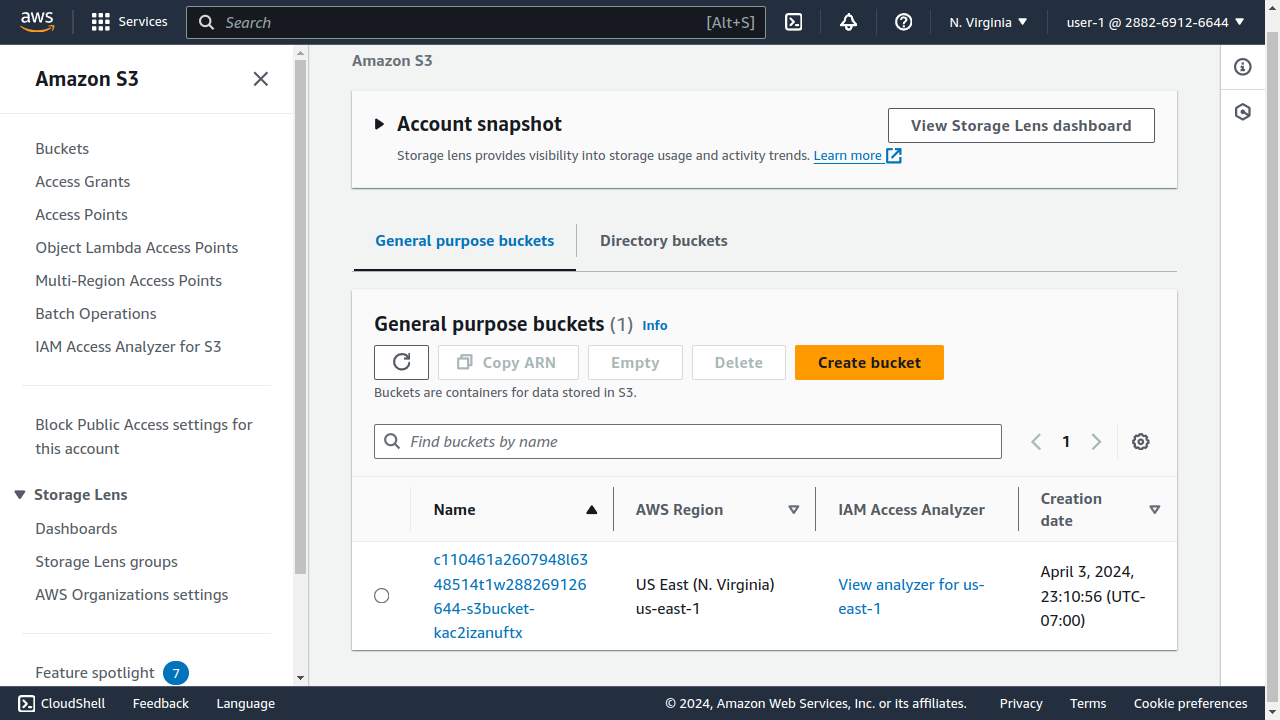 aws
Services
Search
[Alt+S]
N. Virginia
user-1 @ 2882-6912-6644
Amazon S3
Buckets
Access Grants
Access Points
Object Lambda Access Points
Multi-Region Access Points
Batch Operations
IAM Access Analyzer for S3
Block Public Access settings for
this account
Storage Lens
Dashboards
Storage Lens groups
AWS Organizations settings
Feature spotlight 7
Amazon S3
Account snapshot
View Storage Lens dashboard
Storage lens provides visibility into storage usage and activity trends. Learn more
General purpose buckets
Directory buckets
General purpose buckets (1) Info
Copy ARN
Empty
Delete
Create bucket
Buckets are containers for data stored in S3.
Find buckets by name
1
Name
AWS Region
IAM Access Analyzer
Creation
date
c110461a2607948l63
48514t1w288269126
644-s3bucket-
kac2izanuftx
US East (N. Virginia)
us-east-1
View analyzer for us-
east-1
April 3, 2024,
23:10:56 (UTC-
07:00)
CloudShell
Feedback
Language
© 2024, Amazon Web Services, Inc. or its affiliates.
Privacy
Terms
Cookie preferences